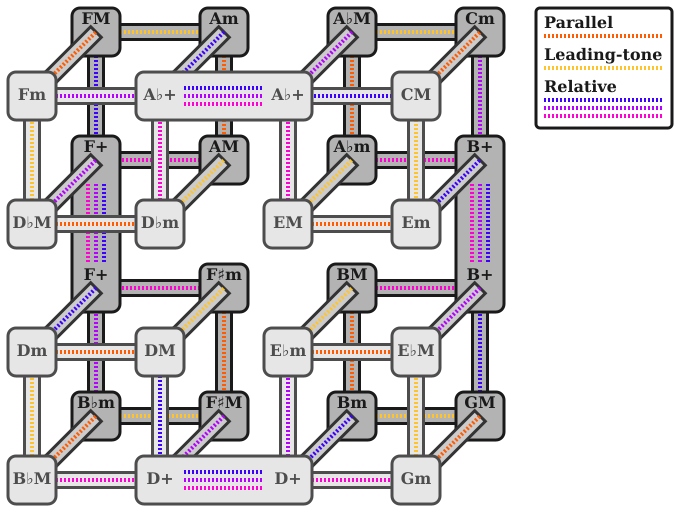 FM Am A♭M Cm
Parallel
Leading-tone
Relative
Fm A♭+ A♭+ CM
F+ AM A♭m B+
D♭M D♭m EM Em
F+ F♯m BM B+
Dm DM E♭m E♭M
B♭m F♯M Bm GM
B♭M D+ D+ Gm